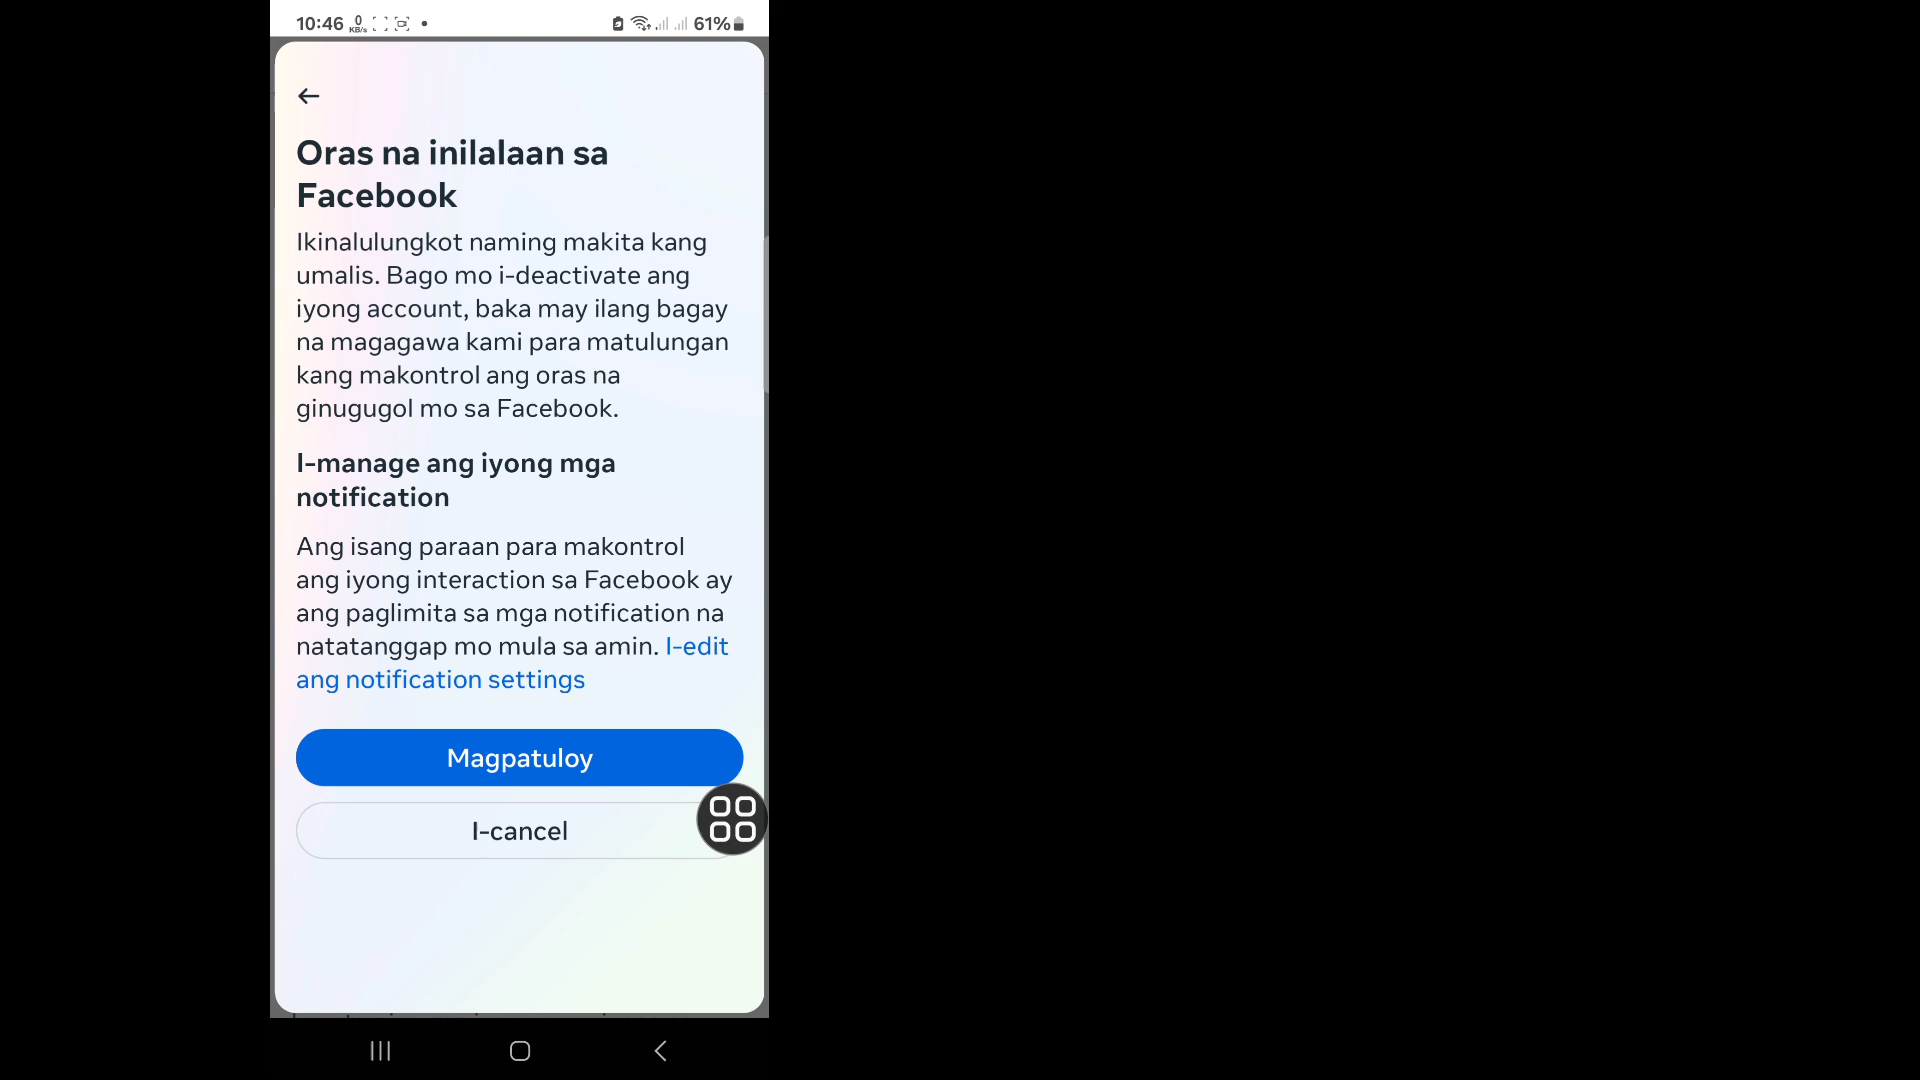 10:46 0 KB/s 61%
Oras na inilalaan sa
Facebook
Ikinalulungkot naming makita kang
umalis. Bago mo i-deactivate ang
iyong account, baka may ilang bagay
na magagawa kami para matulungan
kang makontrol ang oras na
ginugugol mo sa Facebook.
I-manage ang iyong mga
notification
Ang isang paraan para makontrol
ang iyong interaction sa Facebook ay
ang paglimita sa mga notification na
natatanggap mo mula sa amin. I-edit
ang notification settings
Magpatuloy
I-cancel